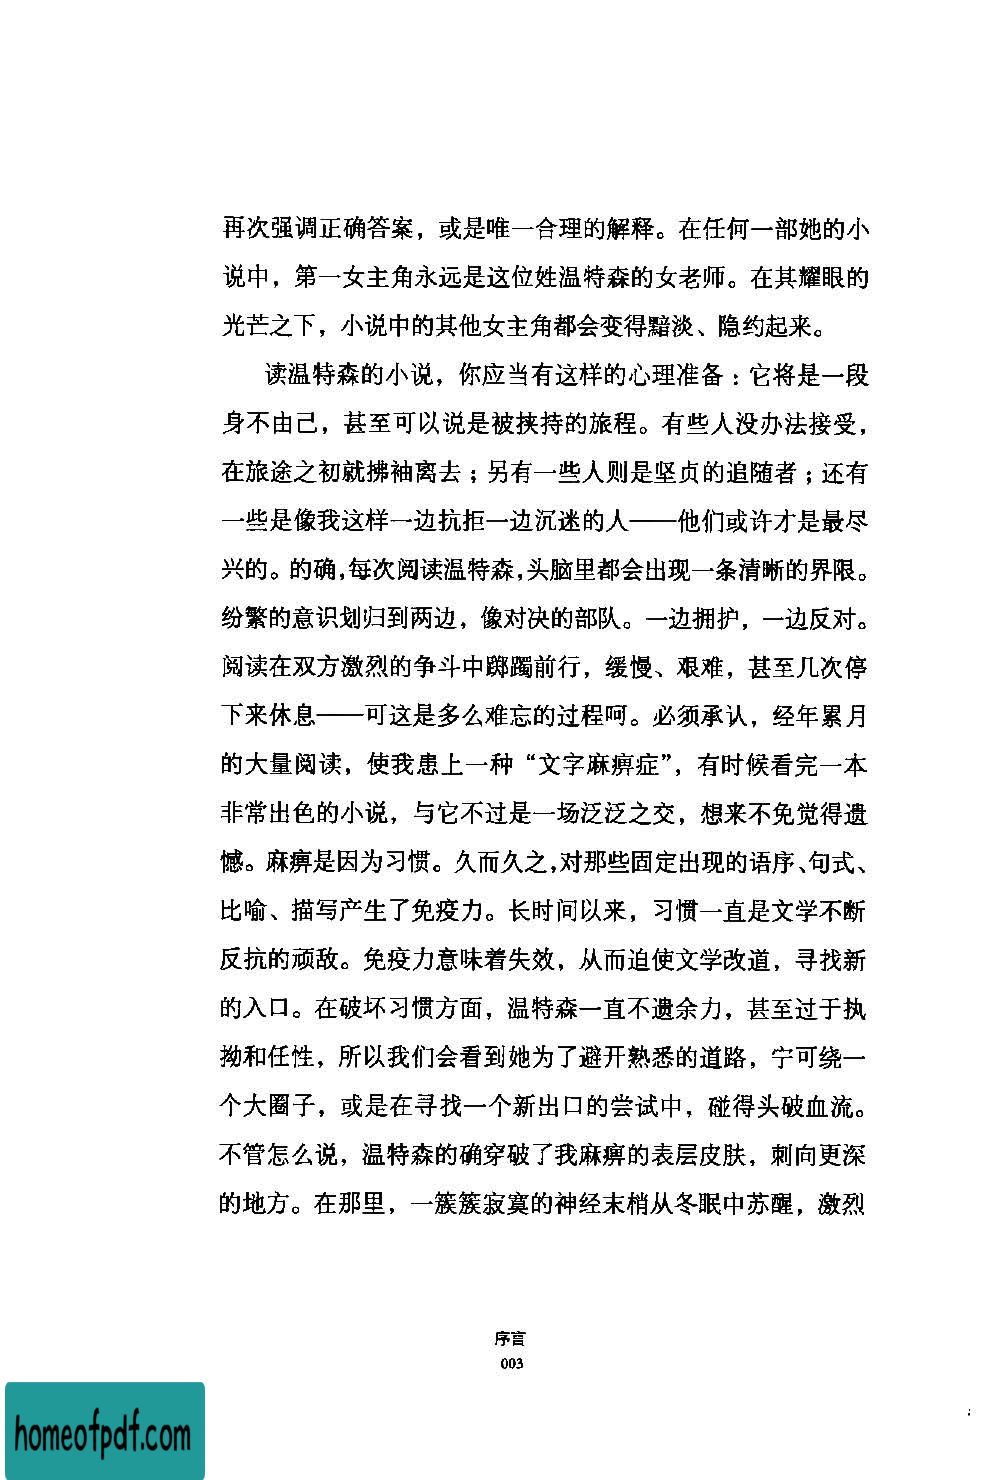 再次强调正确答案，或是唯一合理的解释。在任何一部她的小
说中，第一女主角永远是这位姓温特森的女老师。在其耀眼的
光芒之下，小说中的其他女主角都会变得黯淡、隐约起来。
读温特森的小说，你应当有这样的心理准备：它将是一段
身不由己，甚至可以说是被挟持的旅程。有些人没办法接受，
在旅途之初就拂袖离去；另有一些人则是坚贞的追随者；还有
一些是像我这样一边抗拒一边沉迷的人——他们或许才是最尽
兴的。的确，每次阅读温特森，头脑里都会出现一条清晰的界限。
纷繁的意识划归到两边，像对决的部队。一边拥护，一边反对。
阅读在双方激烈的争斗中踯躅前行，缓慢、艰难，甚至几次停
下来休息——可这是多么难忘的过程呵。必须承认，经年累月
的大量阅读，使我患上一种“文字麻痹症”，有时候看完一本
非常出色的小说，与它不过是一场泛泛之交，想来不免觉得遗
憾。麻痹是因为习惯。久而久之，对那些固定出现的语序、句式、
比喻、描写产生了免疫力。长时间以来，习惯一直是文学不断
反抗的顽敌。免疫力意味着失效，从而迫使文学改道，寻找新
的入口。在破坏习惯方面，温特森一直不遗余力，甚至过于执
拗和任性，所以我们会看到她为了避开熟悉的道路，宁可绕一
个大圈子，或是在寻找一个新出口的尝试中，碰得头破血流。
不管怎么说，温特森的确穿破了我麻痹的表层皮肤，刺向更深
的地方。在那里，一簇簇寂寞的神经末梢从冬眠中苏醒，激烈
序言
003
homeofpdf.com